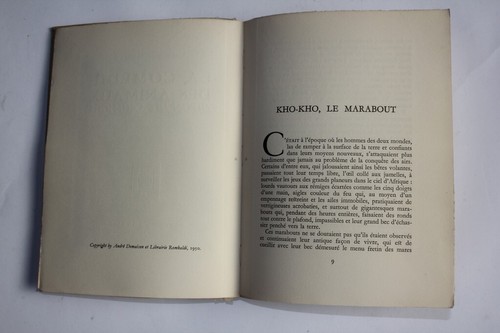 Copyright by André Demaison et Librairie Rombaldi, 1950.
KHO-KHO, LE MARABOUT
C'ÉTAIT à l'époque où les hommes des deux mondes,
las de ramper à la surface de la terre et confiants
dans leurs moyens nouveaux, s'attaquaient plus
hardiment que jamais au problème de la conquête des airs.
Certains d'entre eux, qui jalousaient ainsi les bêtes volantes,
passaient tout leur temps libre, l'œil collé aux jumelles, à
surveiller les jeux des grands planeurs dans le ciel d'Afrique :
lourds vautours aux rémiges écartées comme les cinq doigts
d'une main, aigles couleur du feu qui, au moyen d'un
empennage restreint et les ailes immobiles, pratiquaient de
vertigineuses acrobaties, et surtout de gigantesques mara-
bouts qui, pendant des heures entières, faisaient des ronds
sous le plafond, impassibles et leur grand bec d'échas-
sier penché vers la terre.
Ces marabouts ne se doutaient pas qu'ils étaient observés
et continuaient leur antique façon de vivre, qui est de
cueillir avec leur bec démesuré le menu fretin des mares
9